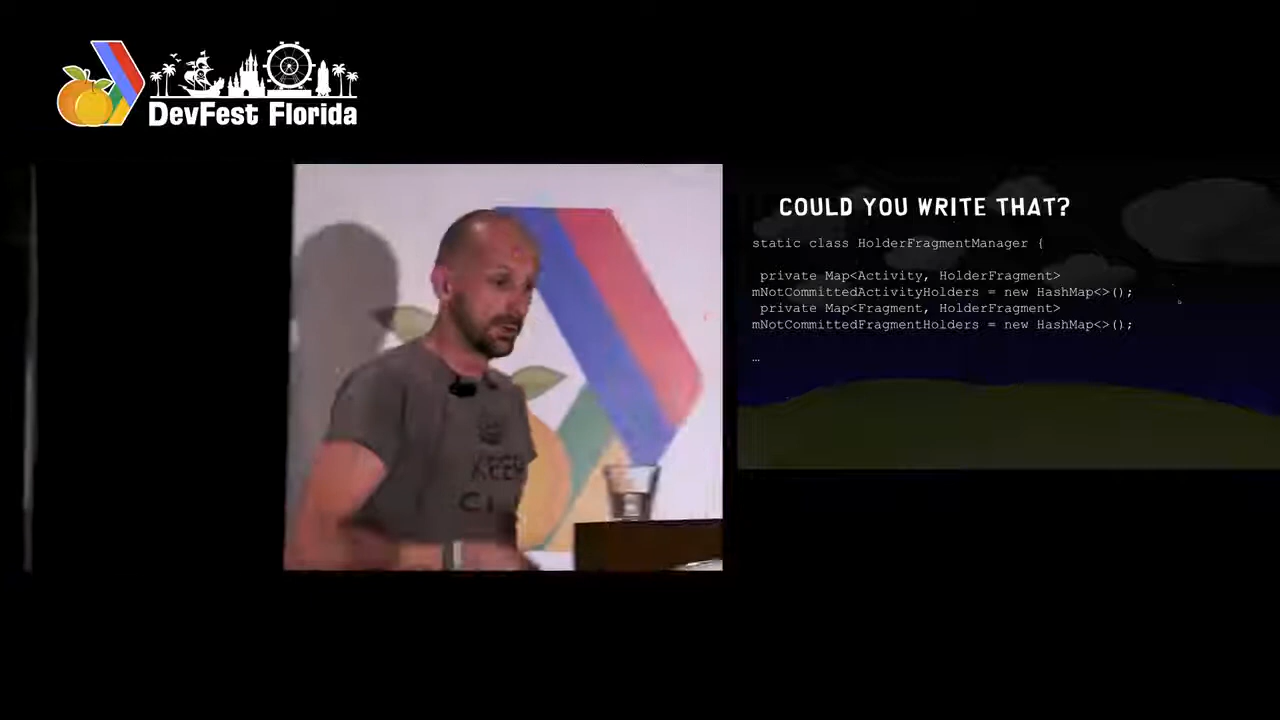 DevFest Florida
COULD YOU WRITE THAT?
static class HolderFragmentManager {
private Map<Activity, HolderFragment>
mNotCommittedActivityHolders = new HashMap<>();
private Map<Fragment, HolderFragment>
mNotCommittedFragmentHolders = new HashMap<>();
…
KEEP